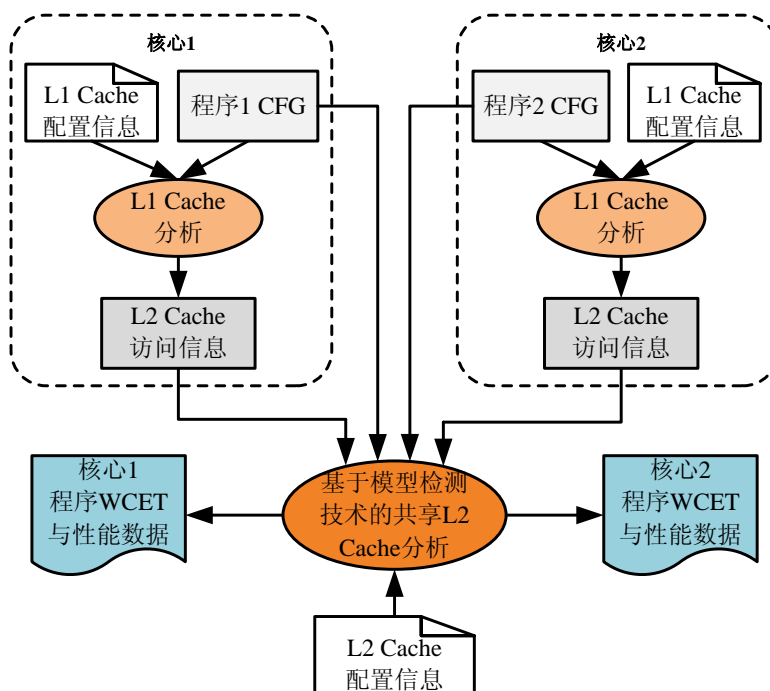 核心1
核心2
L1 Cache
配置信息
程序1 CFG
程序2 CFG
L1 Cache
配置信息
L1 Cache
分析
L1 Cache
分析
L2 Cache
访问信息
L2 Cache
访问信息
核心1
程序WCET
与性能数据
基于模型检测
技术的共享L2
Cache分析
核心2
程序WCET
与性能数据
L2 Cache
配置信息